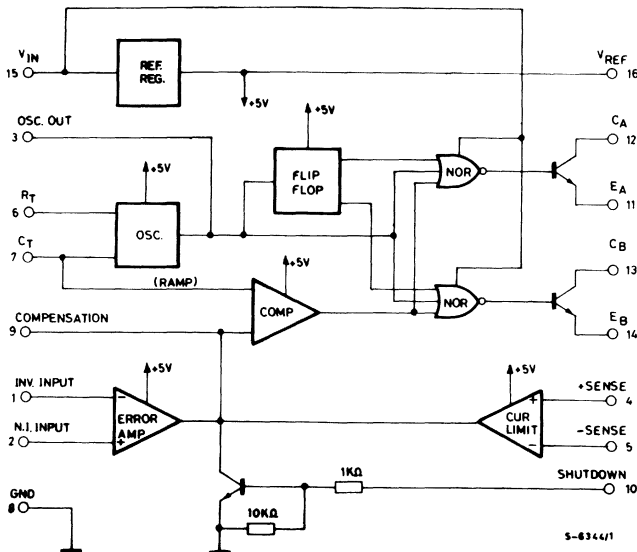 V_IN
15
REF.
REG.
V_REF
16
+5V
OSC. OUT
3
+5V
C_A
12
+5V
FLIP
FLOP
NOR
E_A
11
R_T
6
OSC.
C_T
7
C_B
13
(RAMP)
+5V
COMP
NOR
E_B
14
COMPENSATION
9
+5V
+5V
INV. INPUT
1
−
ERROR
AMP
+
N.I. INPUT
2
+
CUR
LIMIT
−
+SENSE
4
−SENSE
5
SHUTDOWN
10
1KΩ
10KΩ
GND
8
S-6344/1